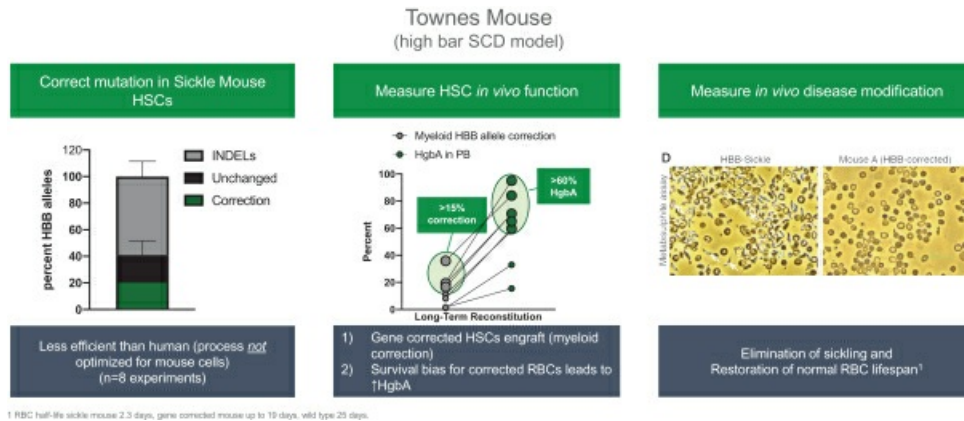 Townes Mouse
(high bar SCD model)
Correct mutation in Sickle Mouse
HSCs
120
100
80
60
40
20
0
percent HBB alleles
INDELs
Unchanged
Correction
Less efficient than human (process not
optimized for mouse cells)
(n=8 experiments)
Measure HSC in vivo function
Myeloid HBB allele correction
HgbA in PB
100
80
60
40
20
0
Percent
>15%
correction
>60%
HgbA
Long-Term Reconstitution
1) Gene corrected HSCs engraft (myeloid
correction)
2) Survival bias for corrected RBCs leads to
↑HgbA
Measure in vivo disease modification
D
HBB-Sickle
Mouse A (HBB-corrected)
Metabisulphite assay
Elimination of sickling and
Restoration of normal RBC lifespan¹
1 RBC half-life sickle mouse 2.3 days, gene corrected mouse up to 19 days, wild type 25 days.